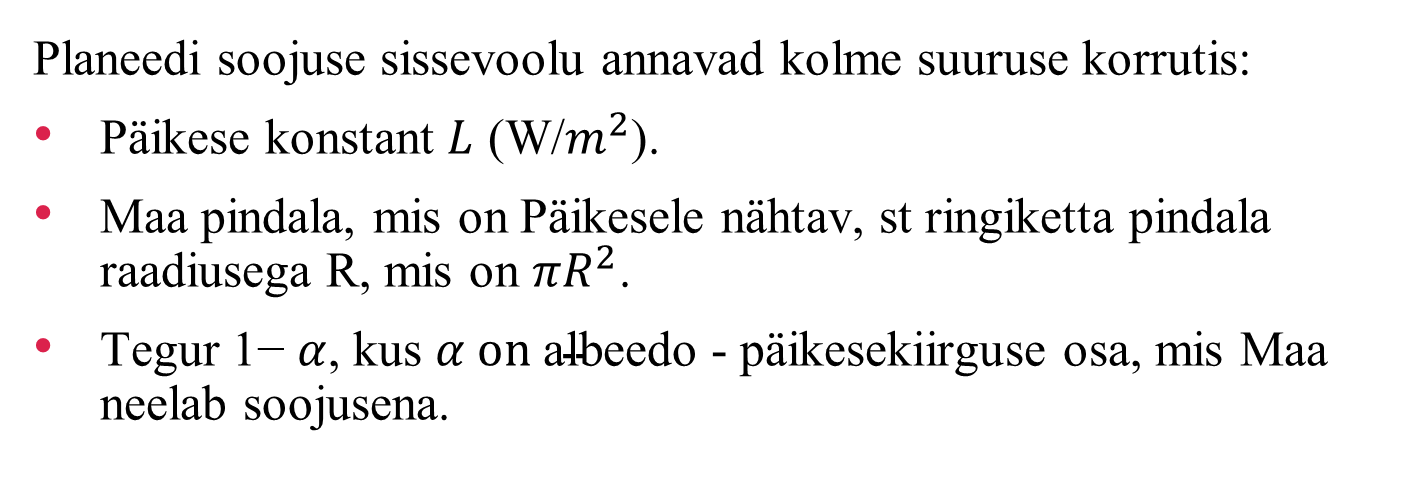 Planeedi soojuse sissevoolu annavad kolme suuruse korrutis:
• Päikese konstant L (W/m²).
• Maa pindala, mis on Päikesele nähtav, st ringiketta pindala
raadiusega R, mis on πR².
• Tegur 1− α, kus α on albeedo - päikesekiirguse osa, mis Maa
neelab soojusena.